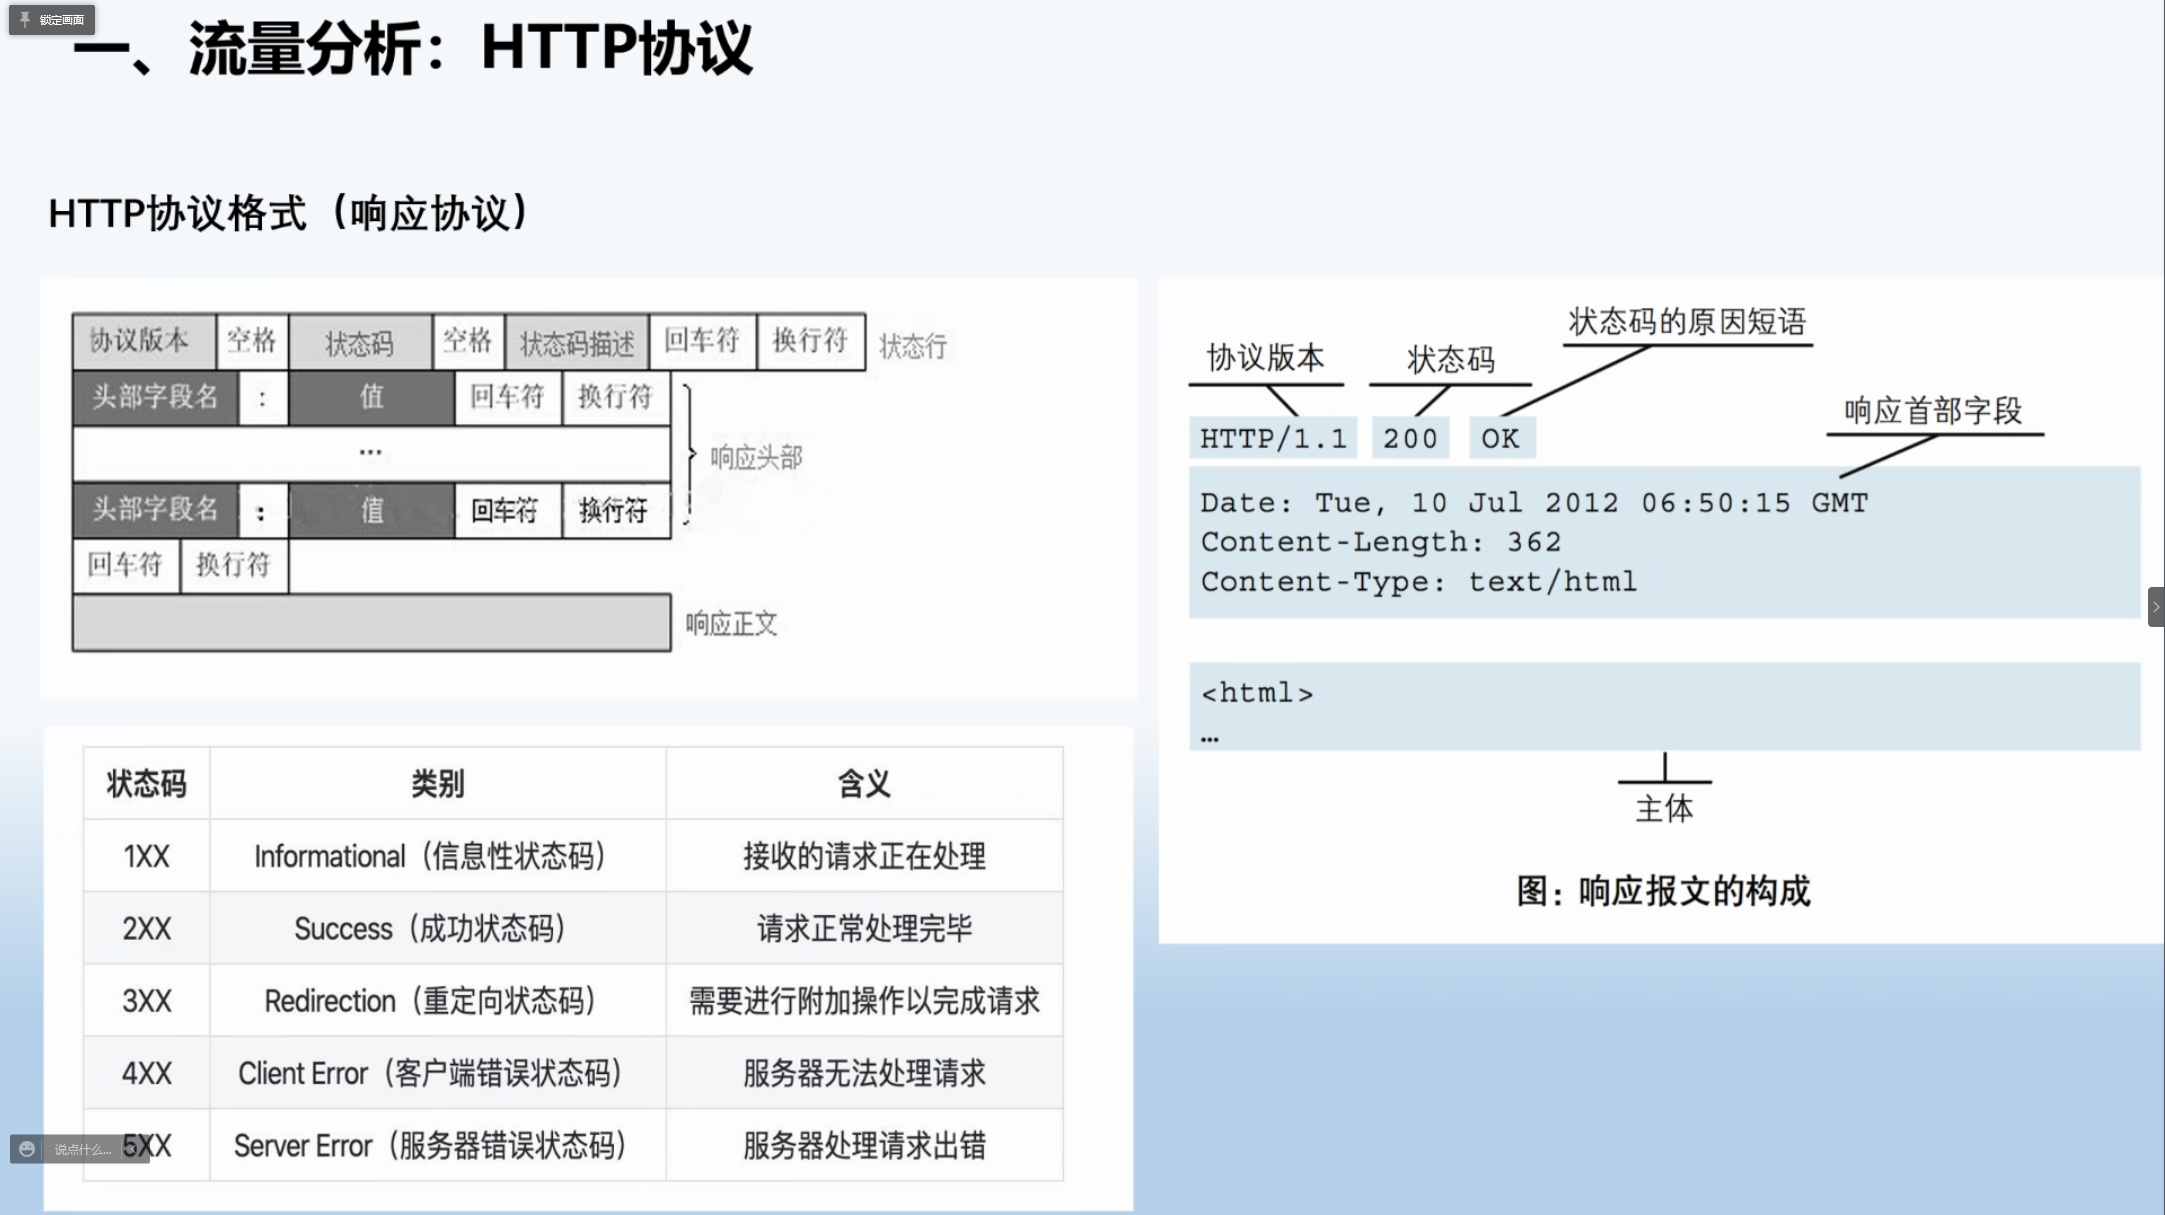 锁定画面
一、流量分析：HTTP协议
HTTP协议格式（响应协议）
协议版本 空格 状态码 空格 状态码描述 回车符 换行符 状态行
头部字段名 : 值 回车符 换行符
...
响应头部
头部字段名 : 值 回车符 换行符
回车符 换行符
响应正文
状态码 类别 含义
1XX Informational（信息性状态码） 接收的请求正在处理
2XX Success（成功状态码） 请求正常处理完毕
3XX Redirection（重定向状态码） 需要进行附加操作以完成请求
4XX Client Error（客户端错误状态码） 服务器无法处理请求
5XX Server Error（服务器错误状态码） 服务器处理请求出错
说点什么...
状态码的原因短语
协议版本 状态码
响应首部字段
HTTP/1.1 200 OK
Date: Tue, 10 Jul 2012 06:50:15 GMT
Content-Length: 362
Content-Type: text/html
<html>
…
主体
图：响应报文的构成